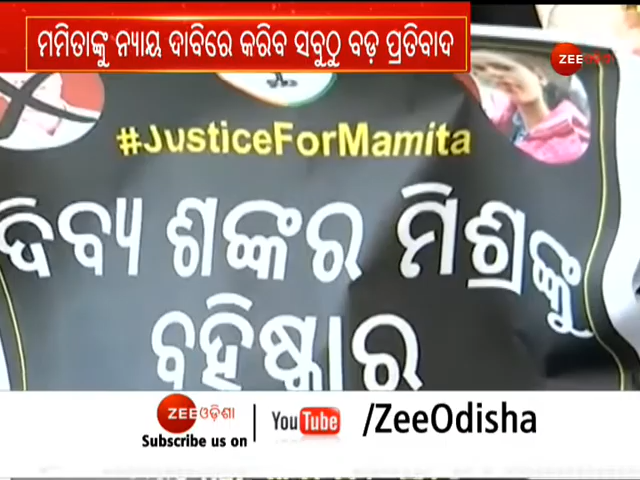 ମମିତାଙ୍କୁ ନ୍ୟାୟ ଦାବିରେ କରିବ ସବୁଠୁ ବଡ଼ ପ୍ରତିବାଦ
ZEE
#JusticeForMamita
ଦିବ୍ୟ ଶଙ୍କର ମିଶ୍ରଙ୍କୁ
ବହିଷ୍କାର
ZEE ଓଡ଼ିଶା
Subscribe us on
YouTube
/ZeeOdisha